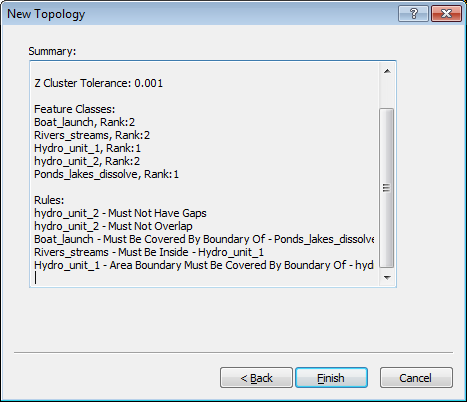 New Topology
Summary:
Z Cluster Tolerance: 0.001
Feature Classes:
Boat_launch, Rank:2
Rivers_streams, Rank:2
Hydro_unit_1, Rank:1
hydro_unit_2, Rank:2
Ponds_lakes_dissolve, Rank:1
Rules:
hydro_unit_2 - Must Not Have Gaps
hydro_unit_2 - Must Not Overlap
Boat_launch - Must Be Covered By Boundary Of - Ponds_lakes_dissolve
Rivers_streams - Must Be Inside - Hydro_unit_1
Hydro_unit_1 - Area Boundary Must Be Covered By Boundary Of - hyd
< Back Finish Cancel